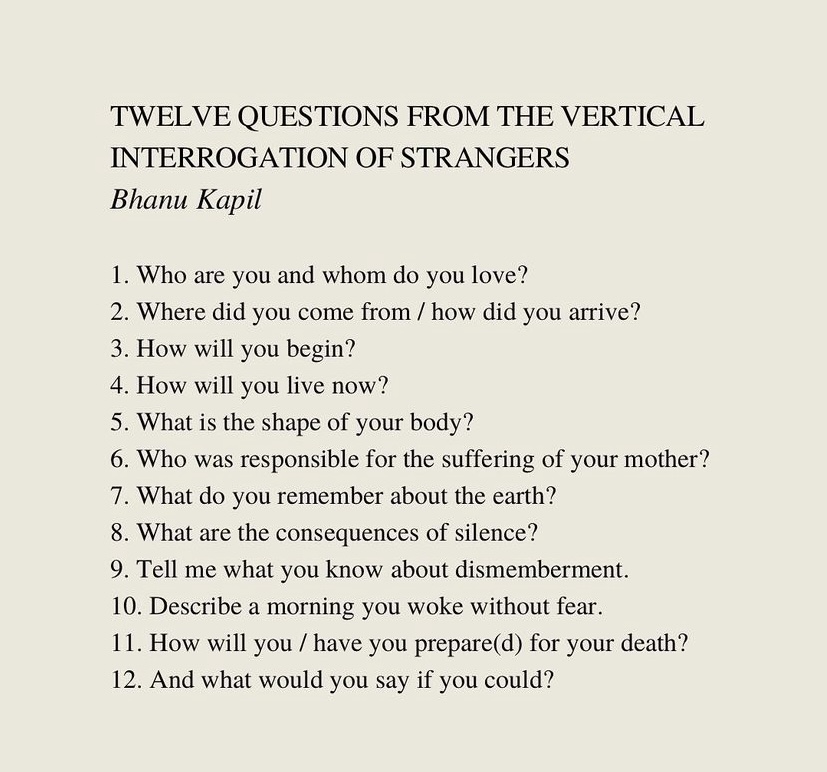 TWELVE QUESTIONS FROM THE VERTICAL
INTERROGATION OF STRANGERS
Bhanu Kapil
1. Who are you and whom do you love?
2. Where did you come from / how did you arrive?
3. How will you begin?
4. How will you live now?
5. What is the shape of your body?
6. Who was responsible for the suffering of your mother?
7. What do you remember about the earth?
8. What are the consequences of silence?
9. Tell me what you know about dismemberment.
10. Describe a morning you woke without fear.
11. How will you / have you prepare(d) for your death?
12. And what would you say if you could?